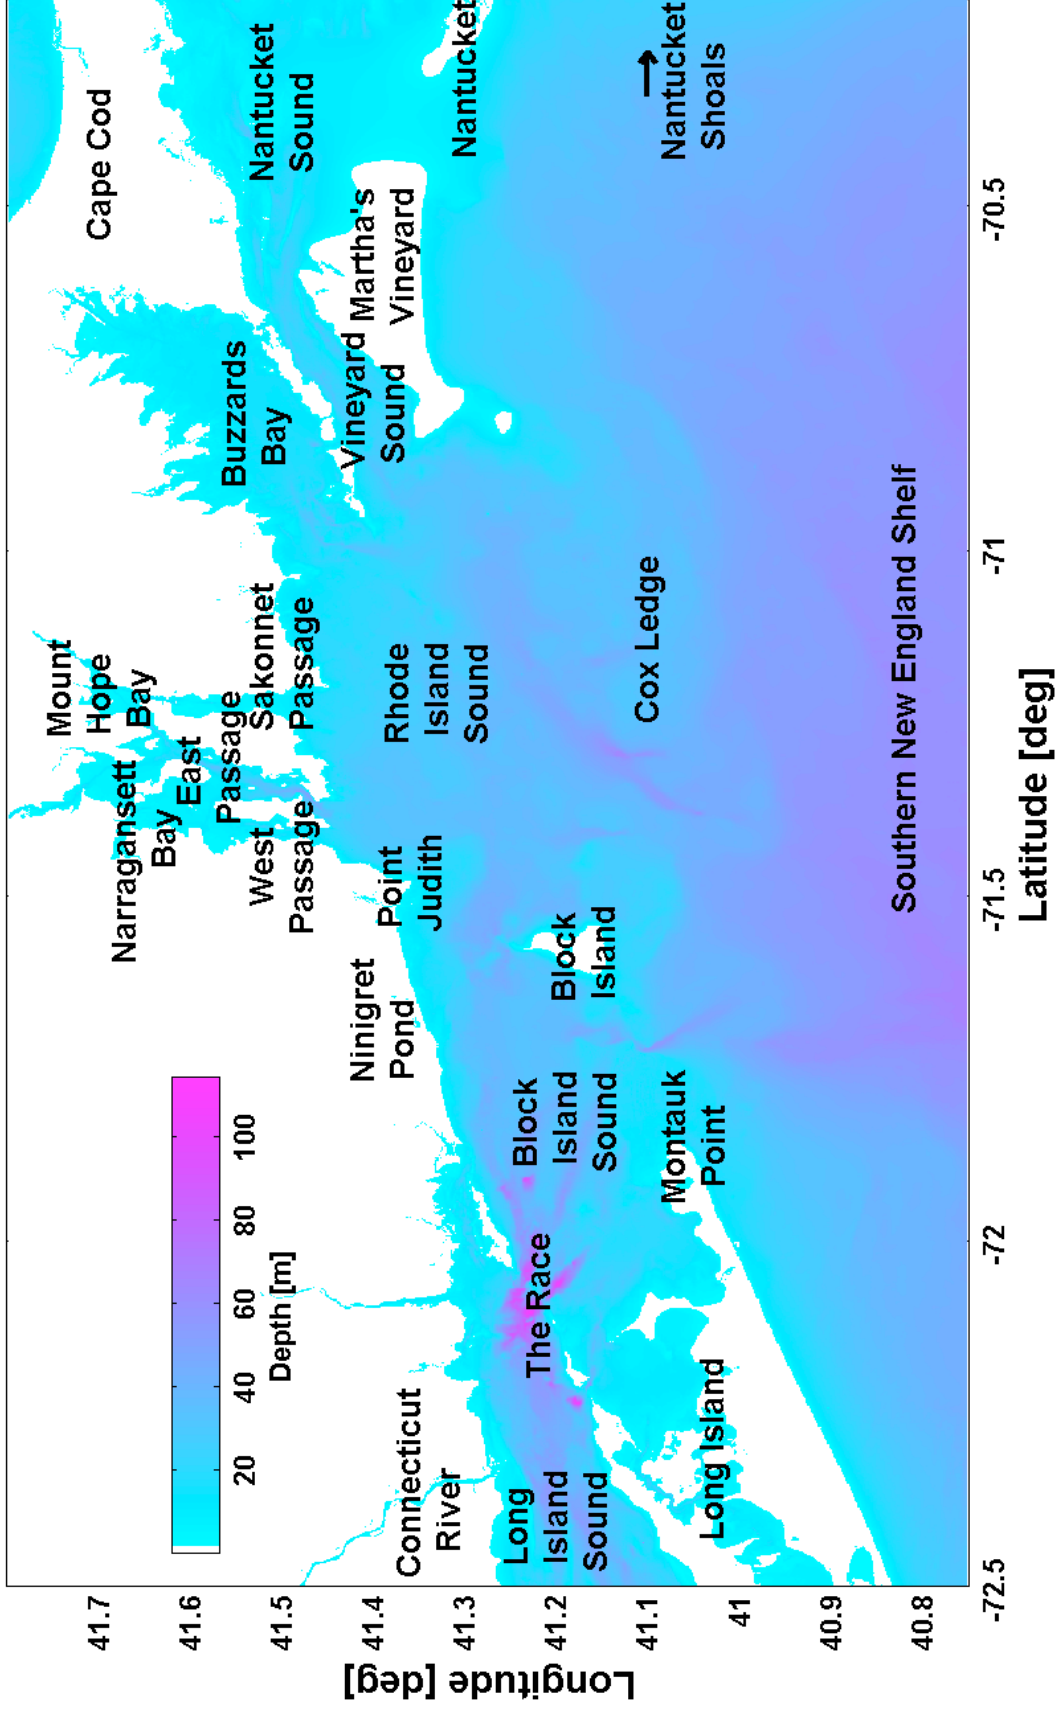 Cape Cod
Nantucket
Sound
Nantucket
→
Nantucket
Shoals
Martha's
Vineyard
Vineyard
Sound
Buzzards
Bay
Mount
Hope
Bay
Sakonnet
Passage
East
Passage
Narragansett
Bay
West
Passage
Rhode
Island
Sound
Cox Ledge
Point
Judith
Ninigret
Pond
Block
Island
Block
Island
Sound
Montauk
Point
The Race
Connecticut
River
Long
Island
Sound
Long Island
Southern New England Shelf
20
40
60
80
100
Depth [m]
41.7
41.6
41.5
41.4
41.3
41.2
41.1
41
40.9
40.8
Longitude [deg]
-72.5
-72
-71.5
-71
-70.5
Latitude [deg]